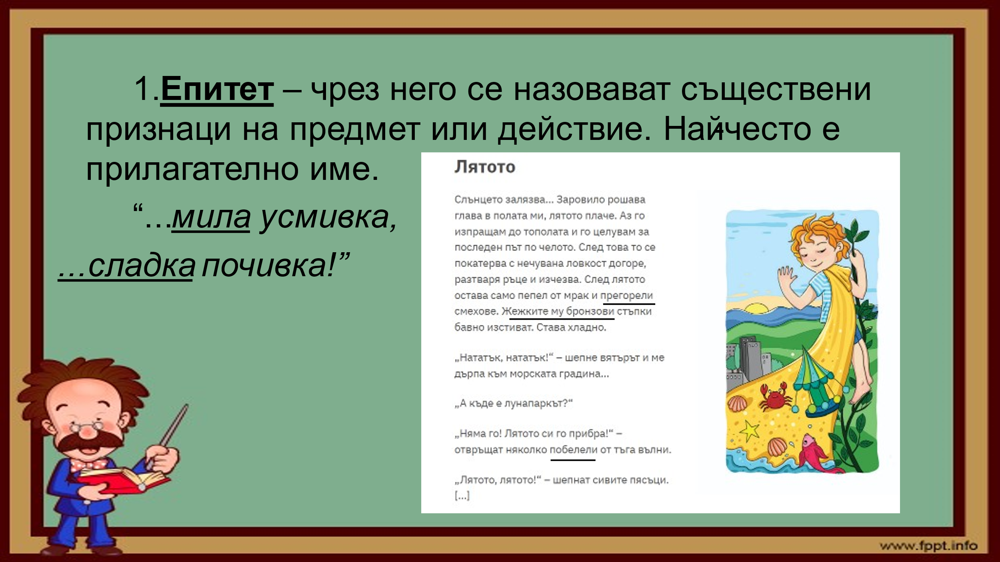 1.Епитет – чрез него се назовават съществени
признаци на предмет или действие. Най-често е
прилагателно име.
“…мила усмивка,
…сладка почивка!”
Лятото
Слънцето залязва... Заровило рошава
глава в полата ми, лятото плаче. Аз го
изпращам до тополата и го целувам за
последен път по челото. След това то се
покатерва с нечувана ловкост догоре,
разтваря ръце и изчезва. След лятото
остава само пепел от мрак и прегорели
смехове. Жежките му бронзови стъпки
бавно изстиват. Става хладно.
„Нататък, нататък!“ – шепне вятърът и ме
дърпа към морската градина...
„А къде е лунапаркът?“
„Няма го! Лятото си го прибра!“ –
отвръщат няколко побелели от тъга вълни.
„Лятото, лятото!“ – шепнат сивите пясъци.
[...]
www.fppt.info